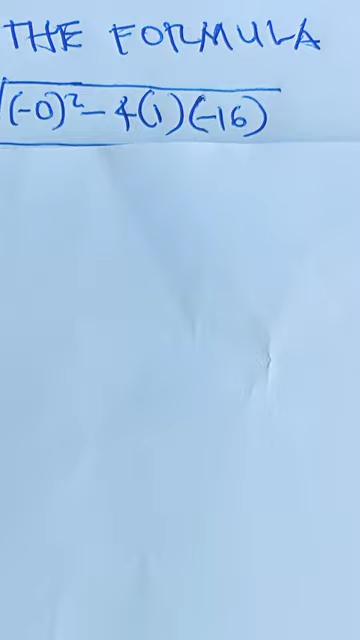 THE FORMULA
√(-0)² - 4(1)(-16)